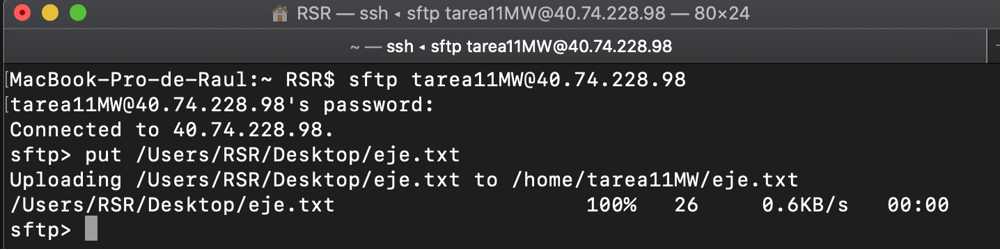 RSR — ssh ◂ sftp tarea11MW@40.74.228.98 — 80×24
~ — ssh ◂ sftp tarea11MW@40.74.228.98
[MacBook-Pro-de-Raul:~ RSR$ sftp tarea11MW@40.74.228.98
[tarea11MW@40.74.228.98's password:
Connected to 40.74.228.98.
sftp> put /Users/RSR/Desktop/eje.txt
Uploading /Users/RSR/Desktop/eje.txt to /home/tarea11MW/eje.txt
/Users/RSR/Desktop/eje.txt 100% 26 0.6KB/s 00:00
sftp>